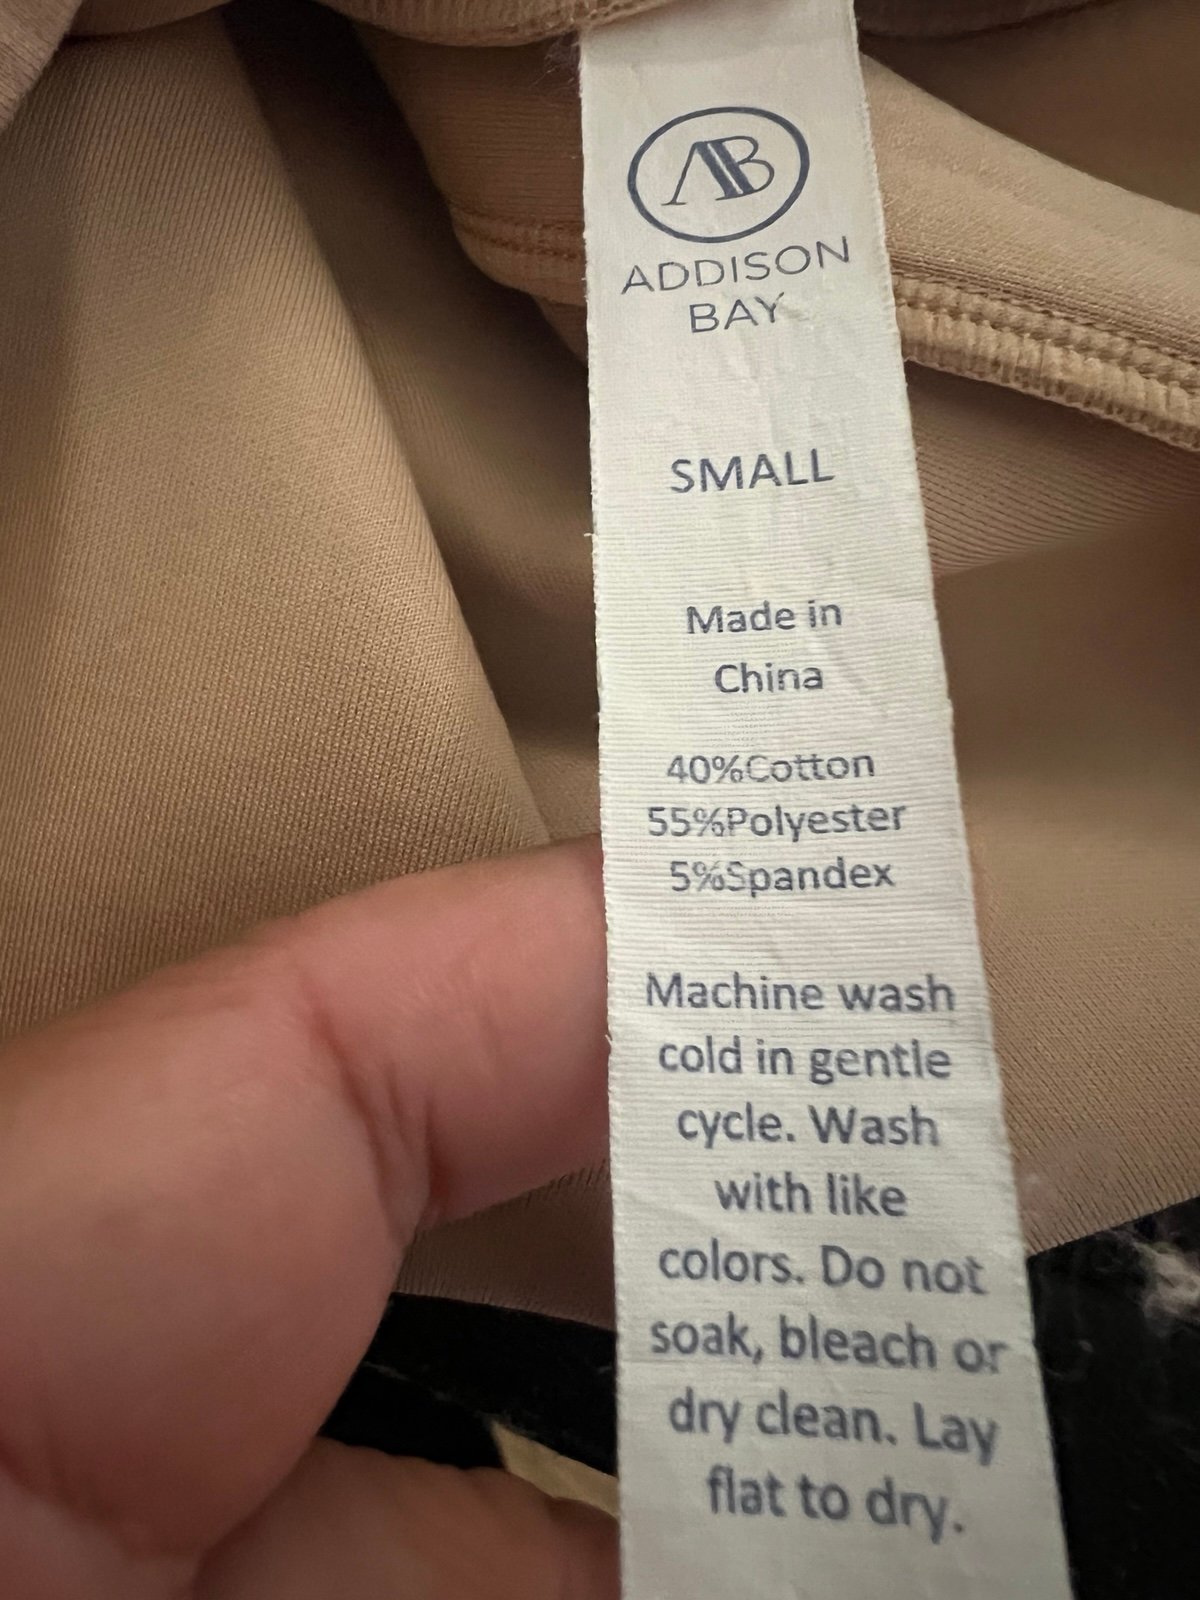 AB
ADDISON
BAY
SMALL
Made in
China
40%Cotton
55%Polyester
5%Spandex
Machine wash
cold in gentle
cycle. Wash
with like
colors. Do not
soak, bleach or
dry clean. Lay
flat to dry.